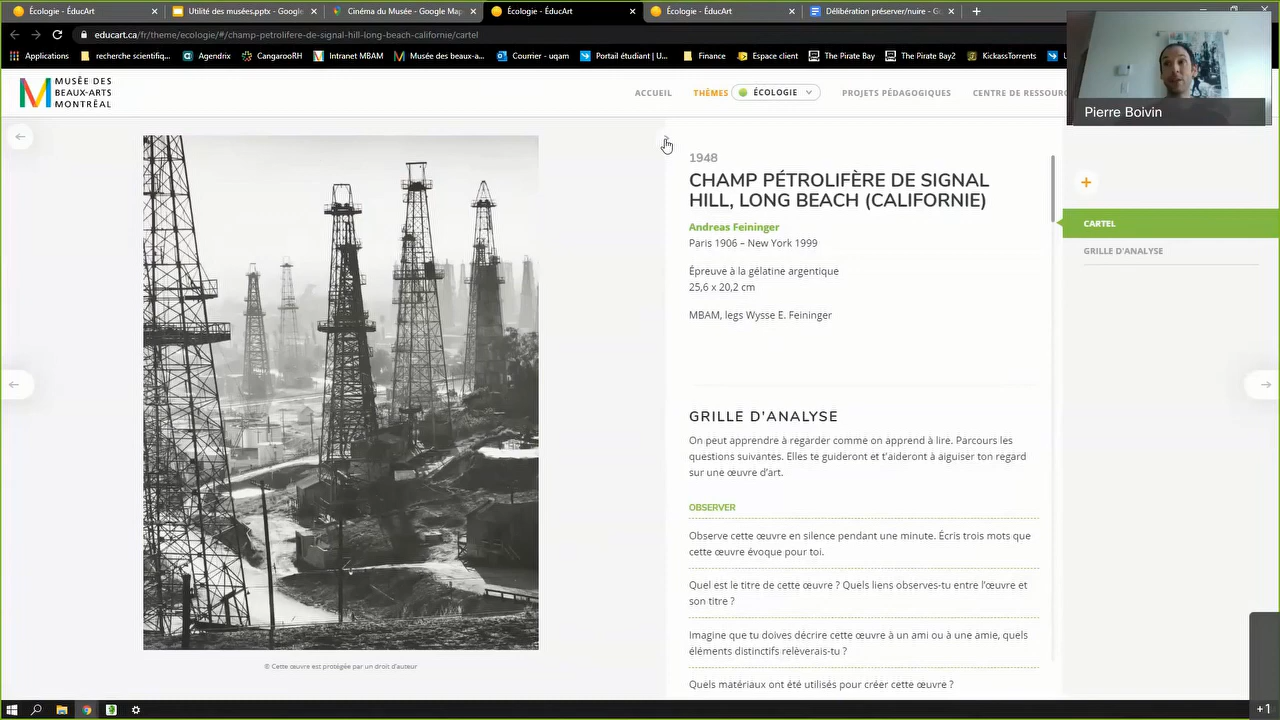 Écologie - ÉducArt
Utilité des musées.pptx - Google
Cinéma du Musée - Google Map
Écologie - ÉducArt
Écologie - ÉducArt
Délibération préserver/nuire - G
educart.ca/fr/theme/ecologie/#/champ-petrolifere-de-signal-hill-long-beach-californie/cartel
Applications
recherche scientifiq...
Agendrix
CangarooRH
Intranet MBAM
Musée des beaux-a...
Courrier - uqam
Portail étudiant | U...
Finance
Espace client
The Pirate Bay
The Pirate Bay2
KickassTorrents
MUSÉE DES
BEAUX-ARTS
MONTRÉAL
ACCUEIL
THÈMES
ÉCOLOGIE
PROJETS PÉDAGOGIQUES
CENTRE DE RESSOURC
Pierre Boivin
1948
CHAMP PÉTROLIFÈRE DE SIGNAL
HILL, LONG BEACH (CALIFORNIE)
Andreas Feininger
Paris 1906 – New York 1999
Épreuve à la gélatine argentique
25,6 x 20,2 cm
MBAM, legs Wysse E. Feininger
GRILLE D'ANALYSE
On peut apprendre à regarder comme on apprend à lire. Parcours les
questions suivantes. Elles te guideront et t'aideront à aiguiser ton regard
sur une œuvre d'art.
OBSERVER
Observe cette œuvre en silence pendant une minute. Écris trois mots que
cette œuvre évoque pour toi.
Quel est le titre de cette œuvre ? Quels liens observes-tu entre l'œuvre et
son titre ?
Imagine que tu doives décrire cette œuvre à un ami ou à une amie, quels
éléments distinctifs relèverais-tu ?
Quels matériaux ont été utilisés pour créer cette œuvre ?
CARTEL
GRILLE D'ANALYSE
© Cette œuvre est protégée par un droit d'auteur
+1